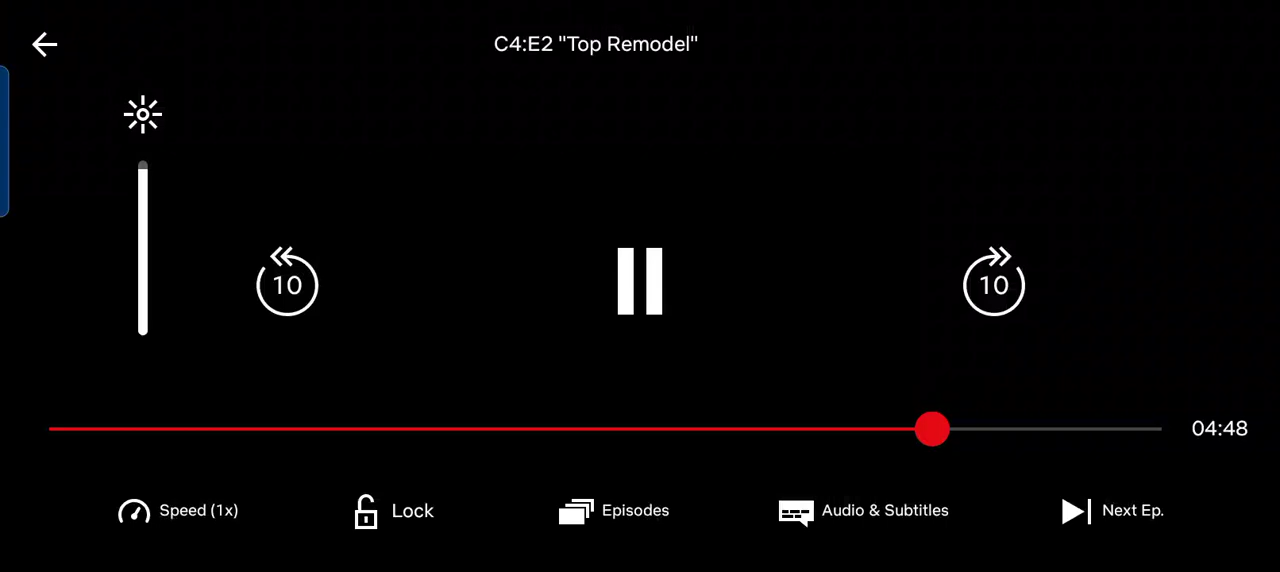 C4:E2 "Top Remodel"
10
10
04:48
Speed (1x)
Lock
Episodes
Audio & Subtitles
Next Ep.